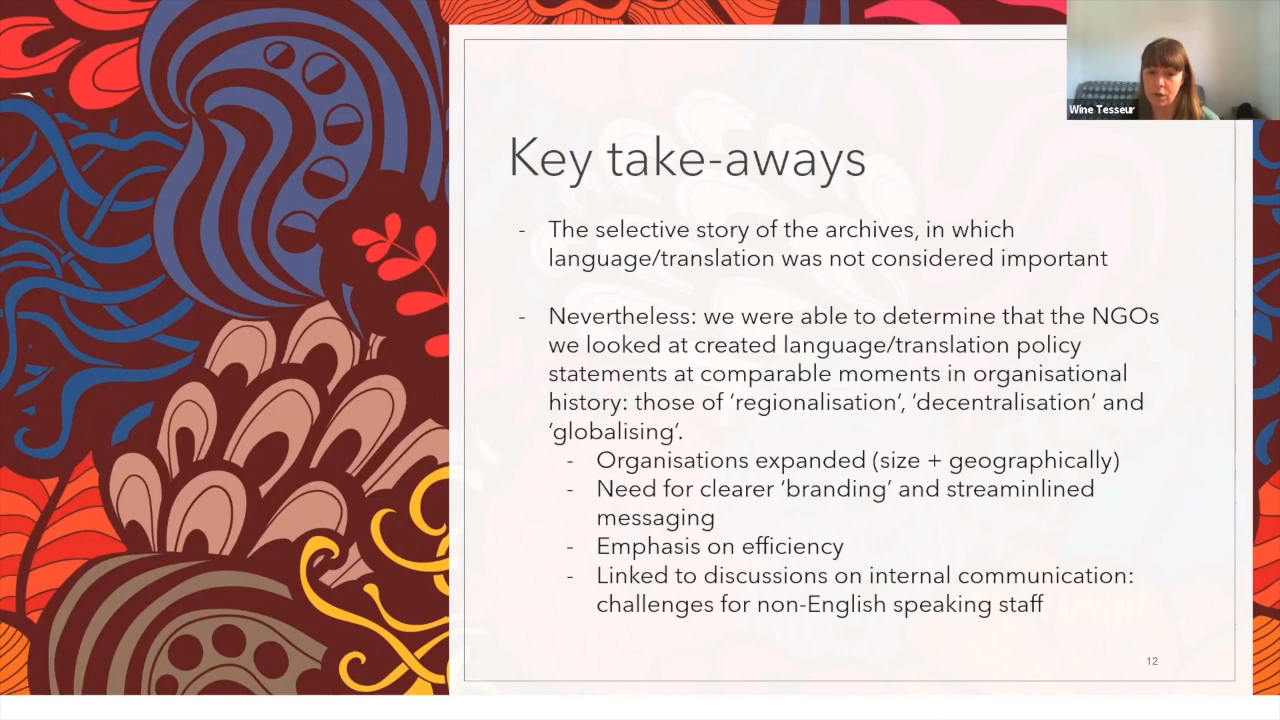 Wine Tesseur
Key take-aways
- The selective story of the archives, in which
language/translation was not considered important
- Nevertheless: we were able to determine that the NGOs
we looked at created language/translation policy
statements at comparable moments in organisational
history: those of ‘regionalisation’, ‘decentralisation’ and
‘globalising’.
- Organisations expanded (size + geographically)
- Need for clearer ‘branding’ and streaminlined
messaging
- Emphasis on efficiency
- Linked to discussions on internal communication:
challenges for non-English speaking staff
12